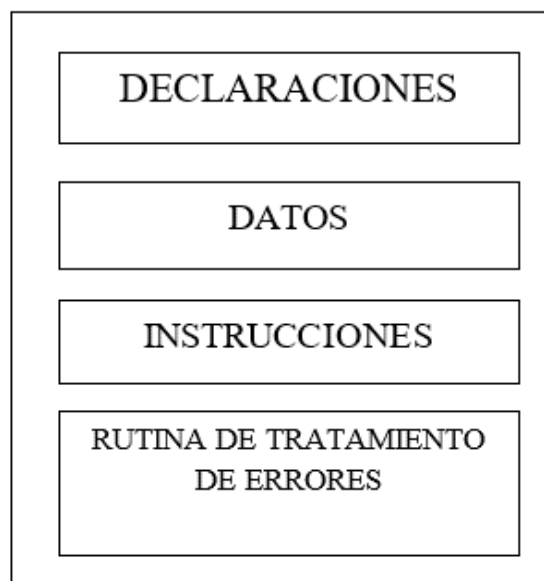 DECLARACIONES
DATOS
INSTRUCCIONES
RUTINA DE TRATAMIENTO
DE ERRORES